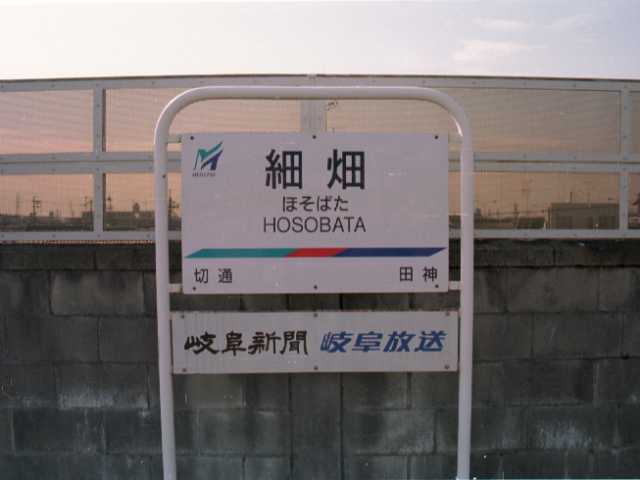 MEITETSU
細畑
ほそばた
HOSOBATA
切通 田神
岐阜新聞 岐阜放送